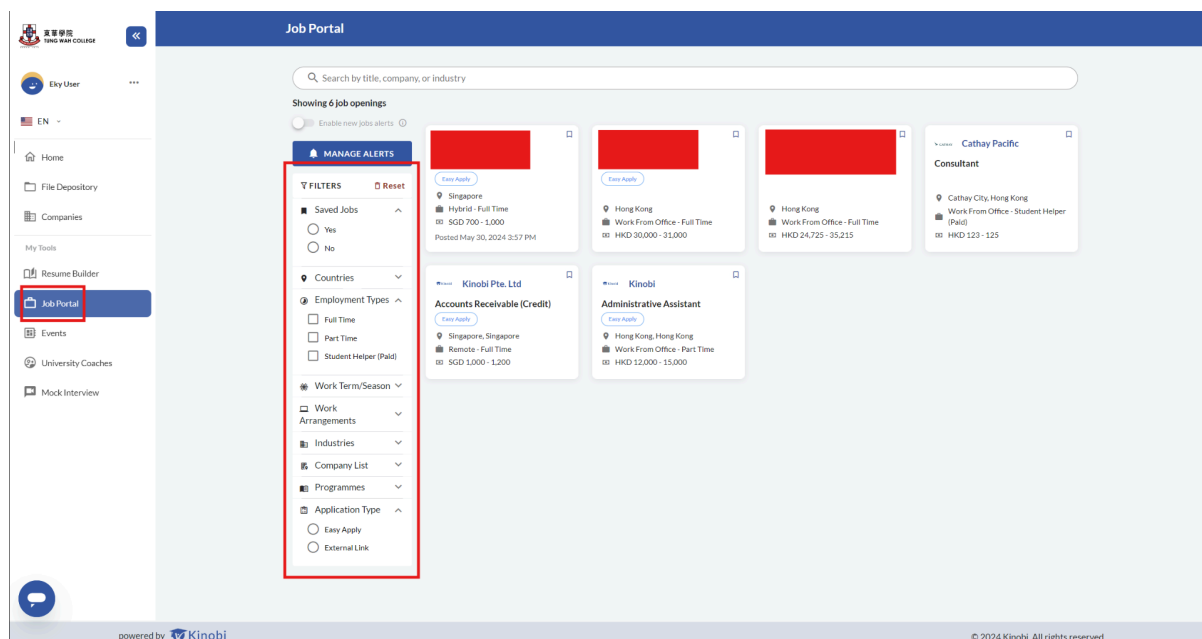 東華學院
TUNG WAH COLLEGE
Job Portal
Eky User
EN
Home
File Depository
Companies
My Tools
Resume Builder
Job Portal
Events
University Coaches
Mock Interview
Search by title, company, or industry
Showing 6 job openings
Enable new jobs alerts
MANAGE ALERTS
FILTERS Reset
Saved Jobs
Yes
No
Countries
Employment Types
Full Time
Part Time
Student Helper (Paid)
Work Term/Season
Work
Arrangements
Industries
Company List
Programmes
Application Type
Easy Apply
External Link
Easy Apply
Singapore
Hybrid - Full Time
SGD 700 - 1,000
Posted May 30, 2024 3:57 PM
Easy Apply
Hong Kong
Work From Office - Full Time
HKD 30,000 - 31,000
Hong Kong
Work From Office - Full Time
HKD 24,725 - 35,215
Cathay Pacific
Consultant
Cathay City, Hong Kong
Work From Office - Student Helper
(Paid)
HKD 123 - 125
Kinobi Pte. Ltd
Accounts Receivable (Credit)
Easy Apply
Singapore, Singapore
Remote - Full Time
SGD 1,000 - 1,200
Kinobi
Administrative Assistant
Easy Apply
Hong Kong, Hong Kong
Work From Office - Part Time
HKD 12,000 - 15,000
powered by Kinobi
© 2024 Kinobi. All rights reserved